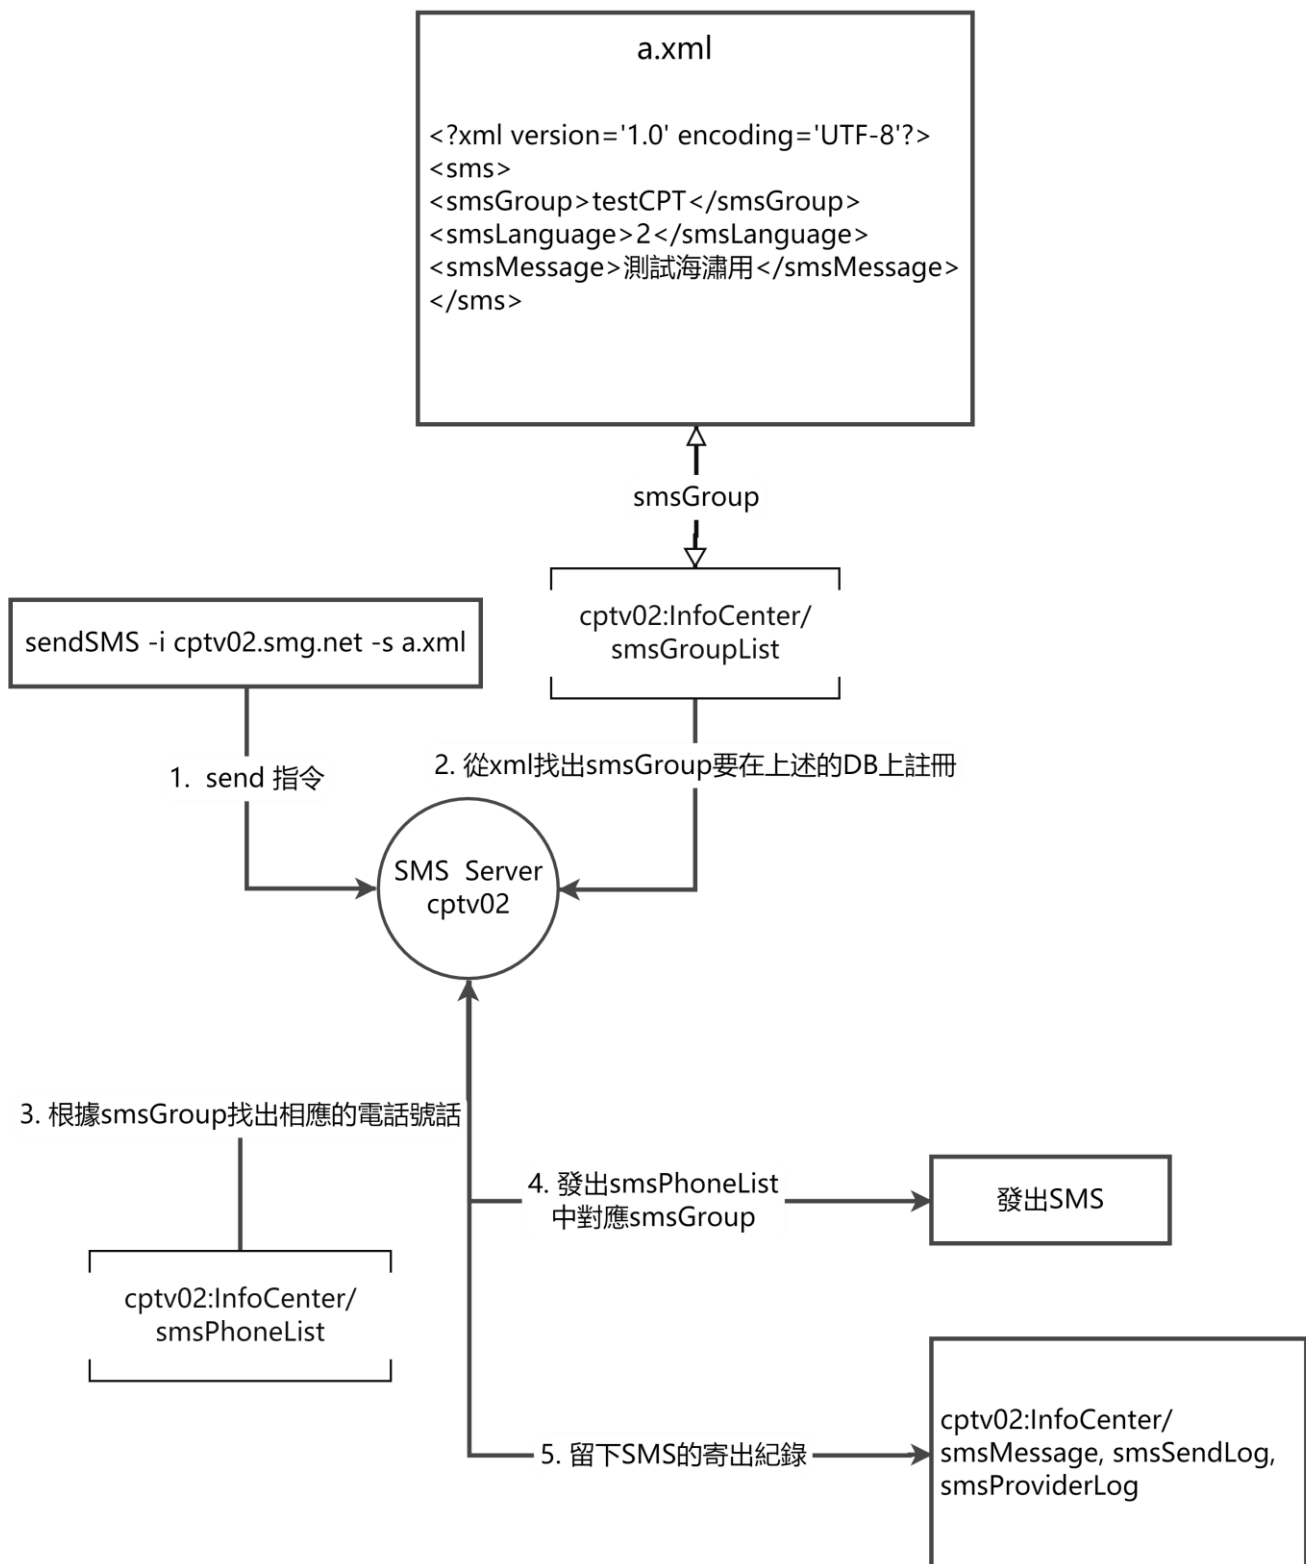 a.xml
<?xml version='1.0' encoding='UTF-8'?>
<sms>
<smsGroup>testCPT</smsGroup>
<smsLanguage>2</smsLanguage>
<smsMessage>測試海瀟用</smsMessage>
</sms>
smsGroup
cptv02:InfoCenter/
smsGroupList
sendSMS -i cptv02.smg.net -s a.xml
1. send 指令
2. 從xml找出smsGroup要在上述的DB上註冊
SMS Server
cptv02
3. 根據smsGroup找出相應的電話號話
4. 發出smsPhoneList
中對應smsGroup
發出SMS
cptv02:InfoCenter/
smsPhoneList
5. 留下SMS的寄出紀錄
cptv02:InfoCenter/
smsMessage, smsSendLog,
smsProviderLog